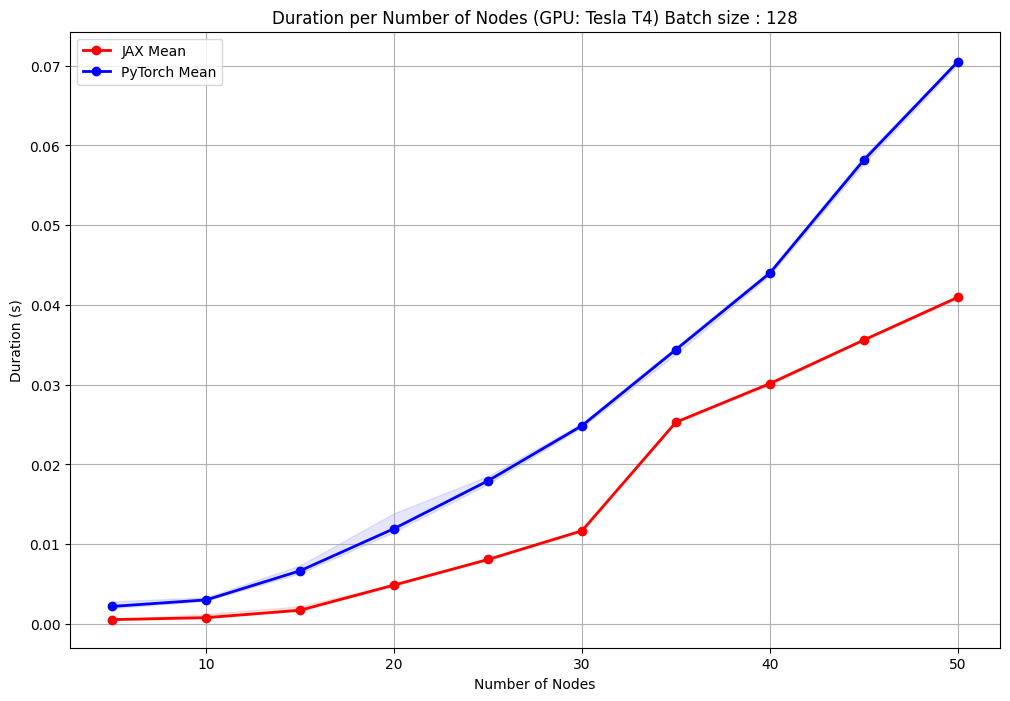 Duration per Number of Nodes (GPU: Tesla T4) Batch size : 128
JAX Mean
PyTorch Mean
0.07
0.06
0.05
0.04
0.03
0.02
0.01
0.00
Duration (s)
10 20 30 40 50
Number of Nodes